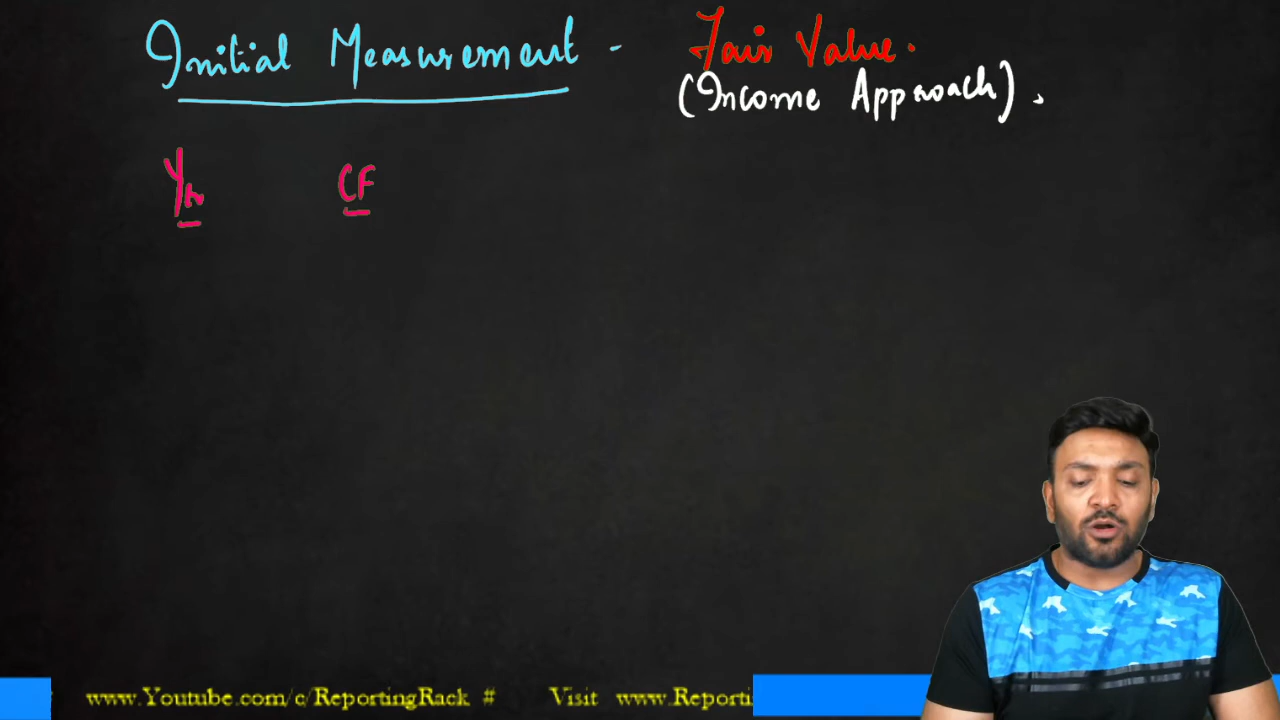 Initial Measurement - Fair Value.
(Income Approach).
Yr CF
www.Youtube.com/c/ReportingRack # Visit www.Reporti